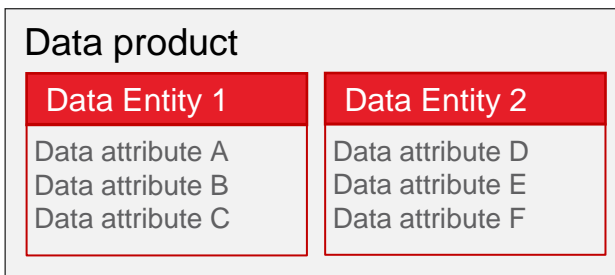 Data product
Data Entity 1
Data attribute A
Data attribute B
Data attribute C
Data Entity 2
Data attribute D
Data attribute E
Data attribute F